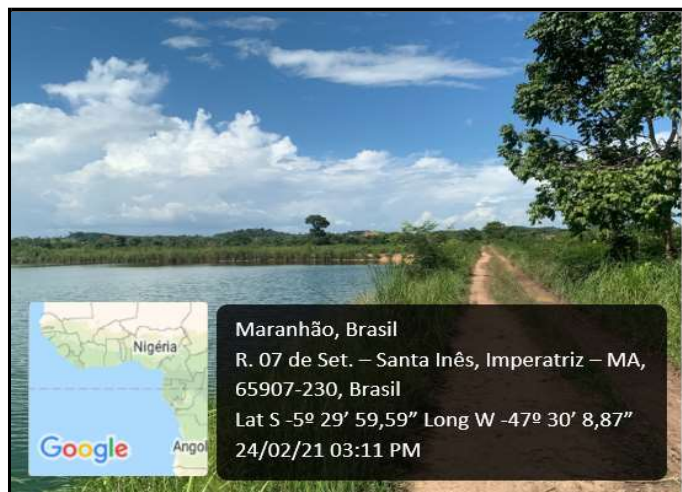 Maranhão, Brasil
R. 07 de Set. – Santa Inês, Imperatriz – MA,
65907-230, Brasil
Lat S -5º 29' 59,59" Long W -47º 30' 8,87"
24/02/21 03:11 PM
Nigéria
Google
Angol